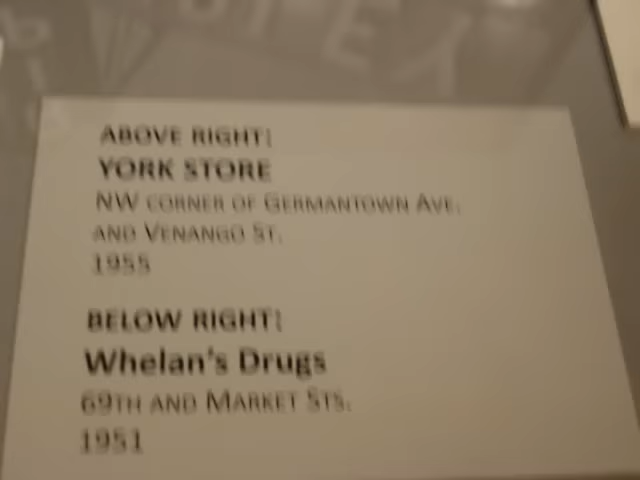 ABOVE RIGHT:
YORK STORE
NW CORNER OF GERMANTOWN AVE.
AND VENANGO ST.
1955
BELOW RIGHT:
Whelan's Drugs
69TH AND MARKET STS.
1951